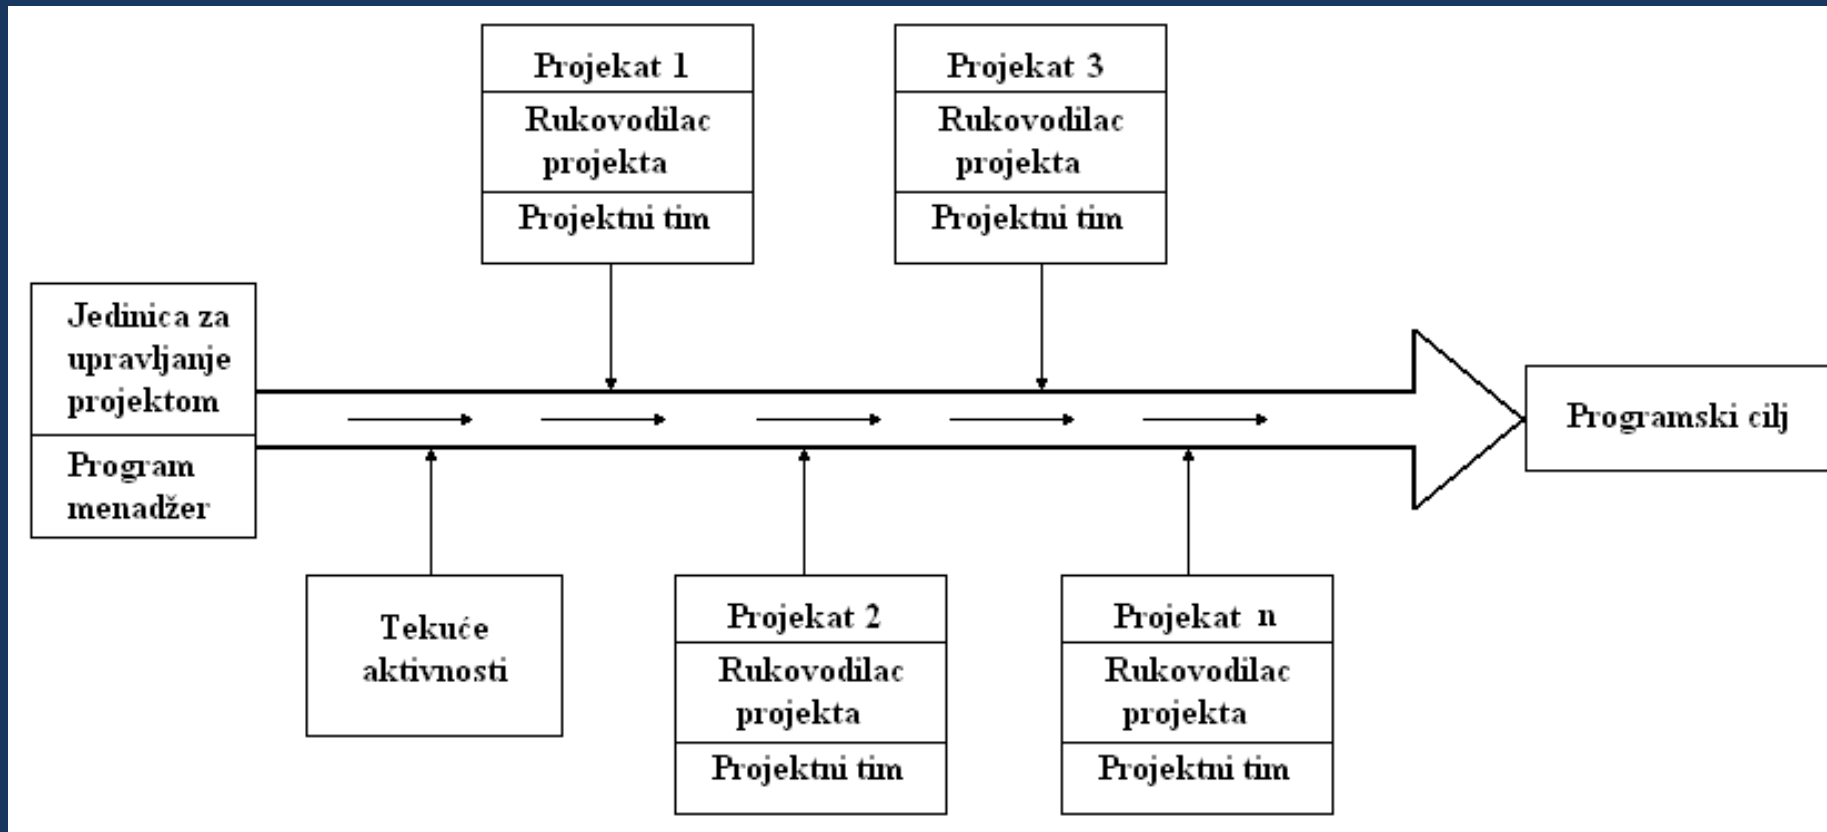 Projekat 1
Rukovodilac
projekta
Projektni tim
Projekat 3
Rukovodilac
projekta
Projektni tim
Jedinica za
upravljanje
projektom
Program
menadžer
Programski cilj
Tekuće
aktivnosti
Projekat 2
Rukovodilac
projekta
Projektni tim
Projekat n
Rukovodilac
projekta
Projektni tim